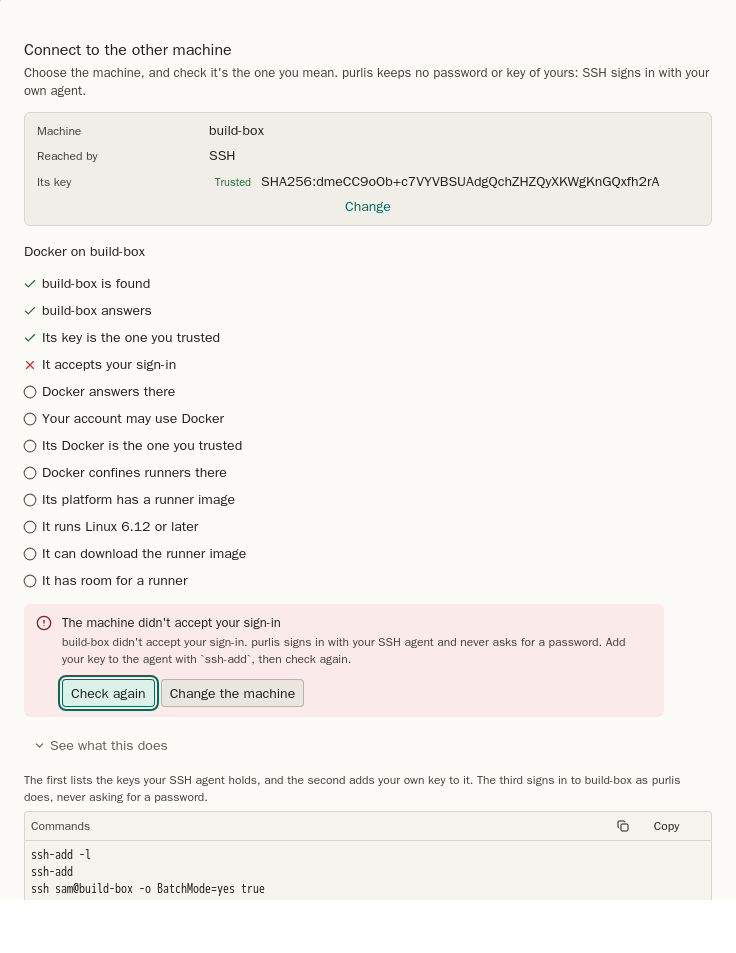 Connect to the other machine
Choose the machine, and check it's the one you mean. purlis keeps no password or key of yours: SSH signs in with your
own agent.
Machine build-box
Reached by SSH
Its key Trusted SHA256:dmeCC9oOb+c7VYVBSUAdgQchZHZQyXKWgKnGQxfh2rA
Change
Docker on build-box
build-box is found
build-box answers
Its key is the one you trusted
It accepts your sign-in
Docker answers there
Your account may use Docker
Its Docker is the one you trusted
Docker confines runners there
Its platform has a runner image
It runs Linux 6.12 or later
It can download the runner image
It has room for a runner
The machine didn't accept your sign-in
build-box didn't accept your sign-in. purlis signs in with your SSH agent and never asks for a password. Add
your key to the agent with `ssh-add`, then check again.
Check again Change the machine
See what this does
The first lists the keys your SSH agent holds, and the second adds your own key to it. The third signs in to build-box as purlis
does, never asking for a password.
Commands Copy
ssh-add -l
ssh-add
ssh sam@build-box -o BatchMode=yes true